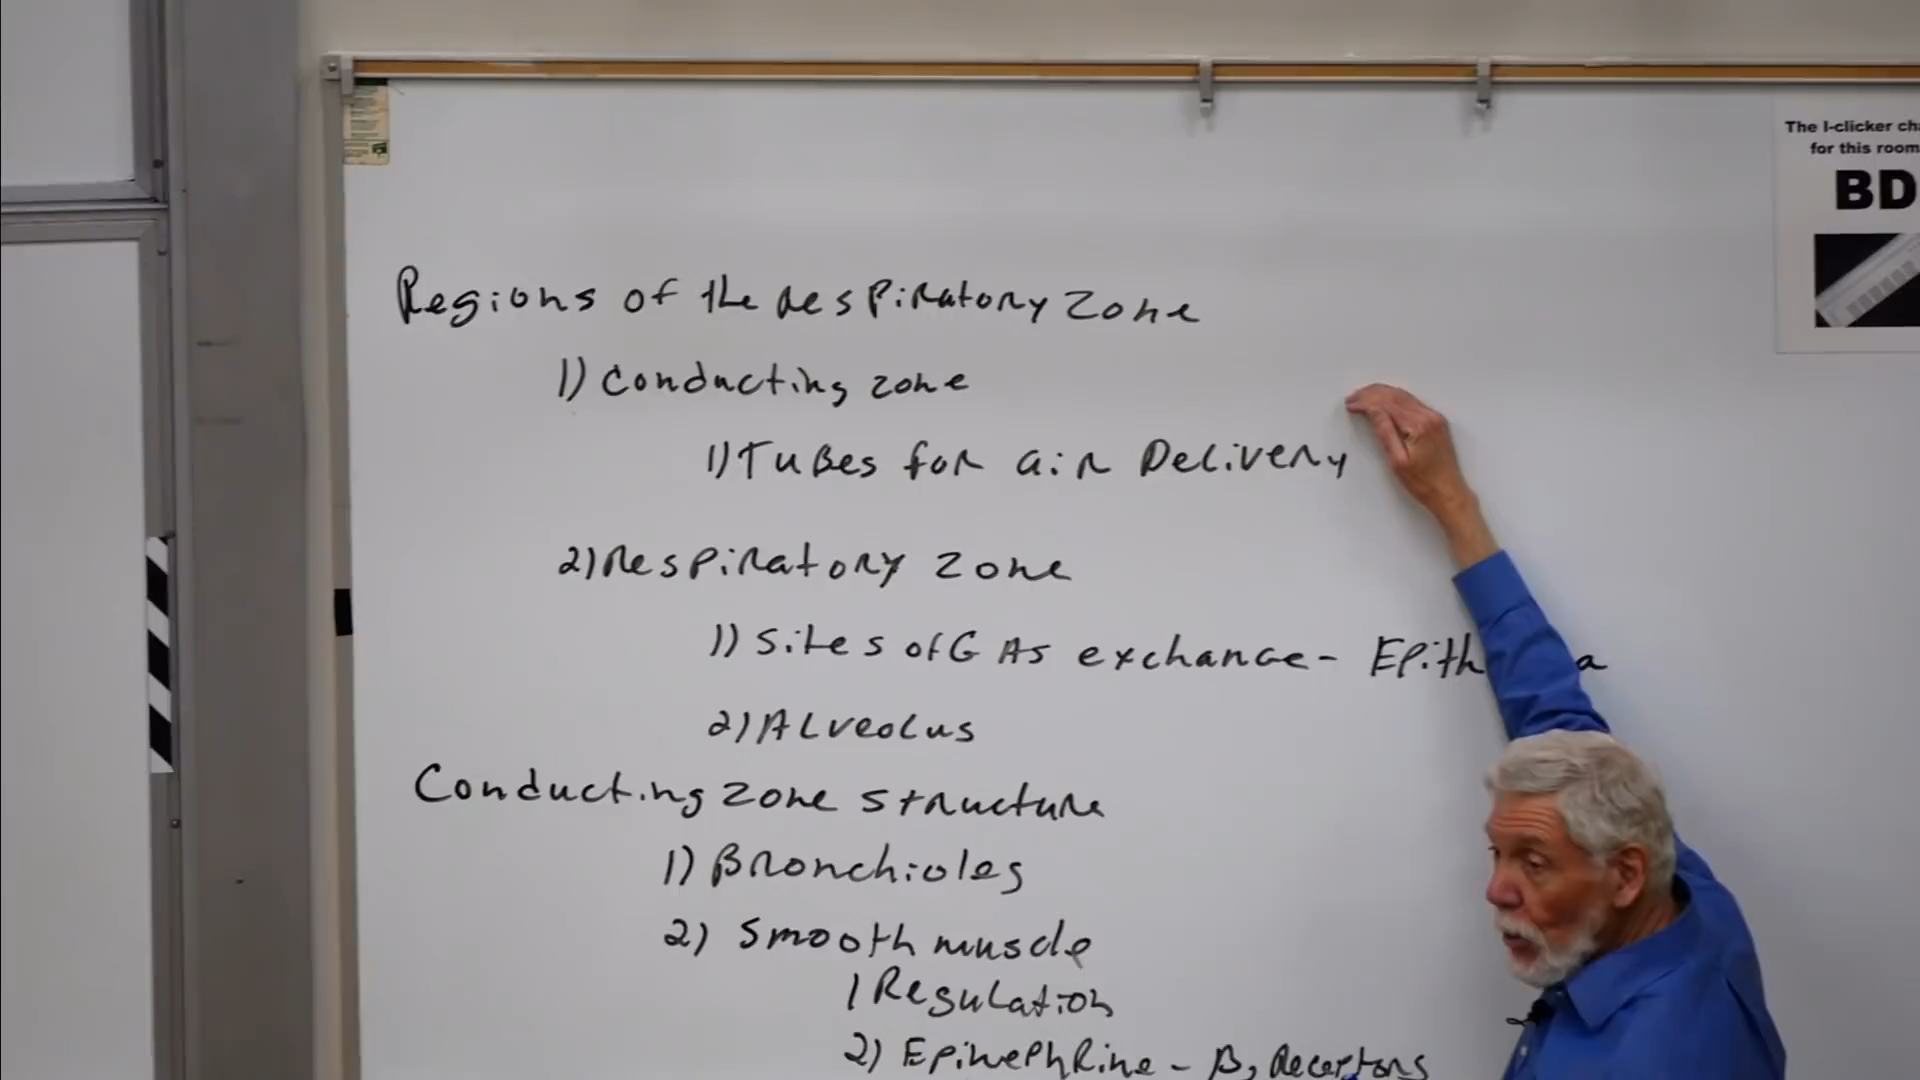 The I-clicker ch
for this room
BD
Regions of the respiratory zone
1) Conducting zone
1) Tubes for air Delivery
2) Respiratory zone
1) Sites of GAs exchange - Epith a
2) Alveolus
Conducting zone structure
1) Bronchioles
2) Smooth muscle
1 Regulation
2) Epinephrine - B2 Receptors